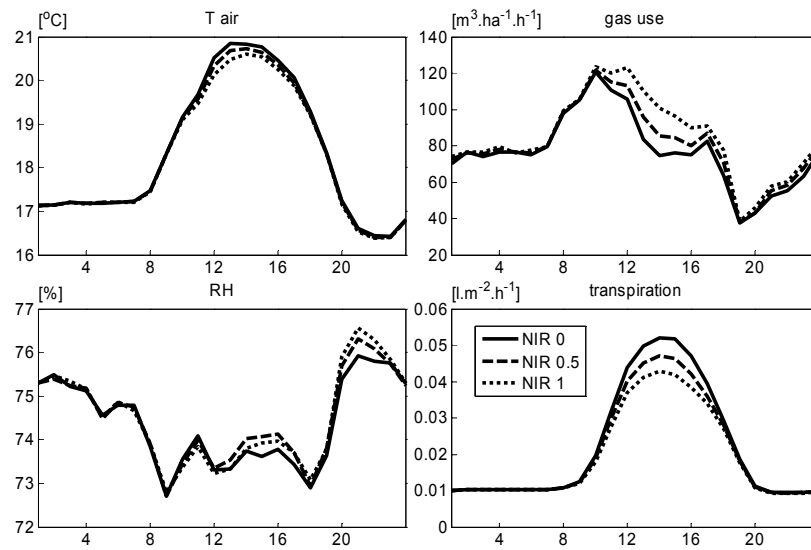 [ºC] T air
21
20
19
18
17
16
4 8 12 16 20
[m³.ha⁻¹.h⁻¹] gas use
140
120
100
80
60
40
20
4 8 12 16 20
[%] RH
77
76
75
74
73
72
4 8 12 16 20
[l.m⁻².h⁻¹] transpiration
0.06
0.05
0.04
0.03
0.02
0.01
0
NIR 0
NIR 0.5
NIR 1
4 8 12 16 20